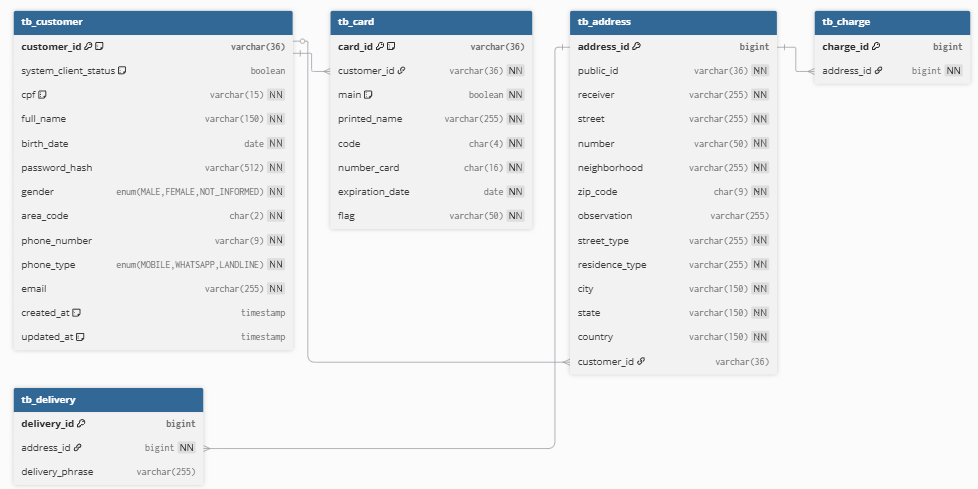 tb_customer
customer_id varchar(36)
system_client_status boolean
cpf varchar(15) NN
full_name varchar(150) NN
birth_date date NN
password_hash varchar(512) NN
gender enum(MALE,FEMALE,NOT_INFORMED) NN
area_code char(2) NN
phone_number varchar(9) NN
phone_type enum(MOBILE,WHATSAPP,LANDLINE) NN
email varchar(255) NN
created_at timestamp
updated_at timestamp
tb_card
card_id varchar(36)
customer_id varchar(36) NN
main boolean NN
printed_name varchar(255) NN
code char(4) NN
number_card char(16) NN
expiration_date date NN
flag varchar(50) NN
tb_address
address_id bigint
public_id varchar(36) NN
receiver varchar(255) NN
street varchar(255) NN
number varchar(50) NN
neighborhood varchar(255) NN
zip_code char(9) NN
observation varchar(255)
street_type varchar(255) NN
residence_type varchar(255) NN
city varchar(150) NN
state varchar(150) NN
country varchar(150) NN
customer_id varchar(36)
tb_charge
charge_id bigint
address_id bigint NN
tb_delivery
delivery_id bigint
address_id bigint NN
delivery_phrase varchar(255)